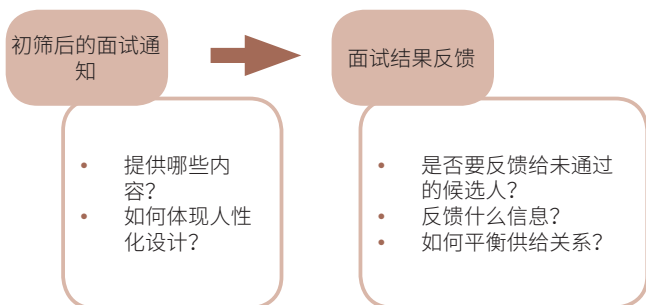 初筛后的面试通
知
面试结果反馈
• 提供哪些内
容？
• 如何体现人性
化设计？
• 是否要反馈给未通过
的候选人？
• 反馈什么信息？
• 如何平衡供给关系？